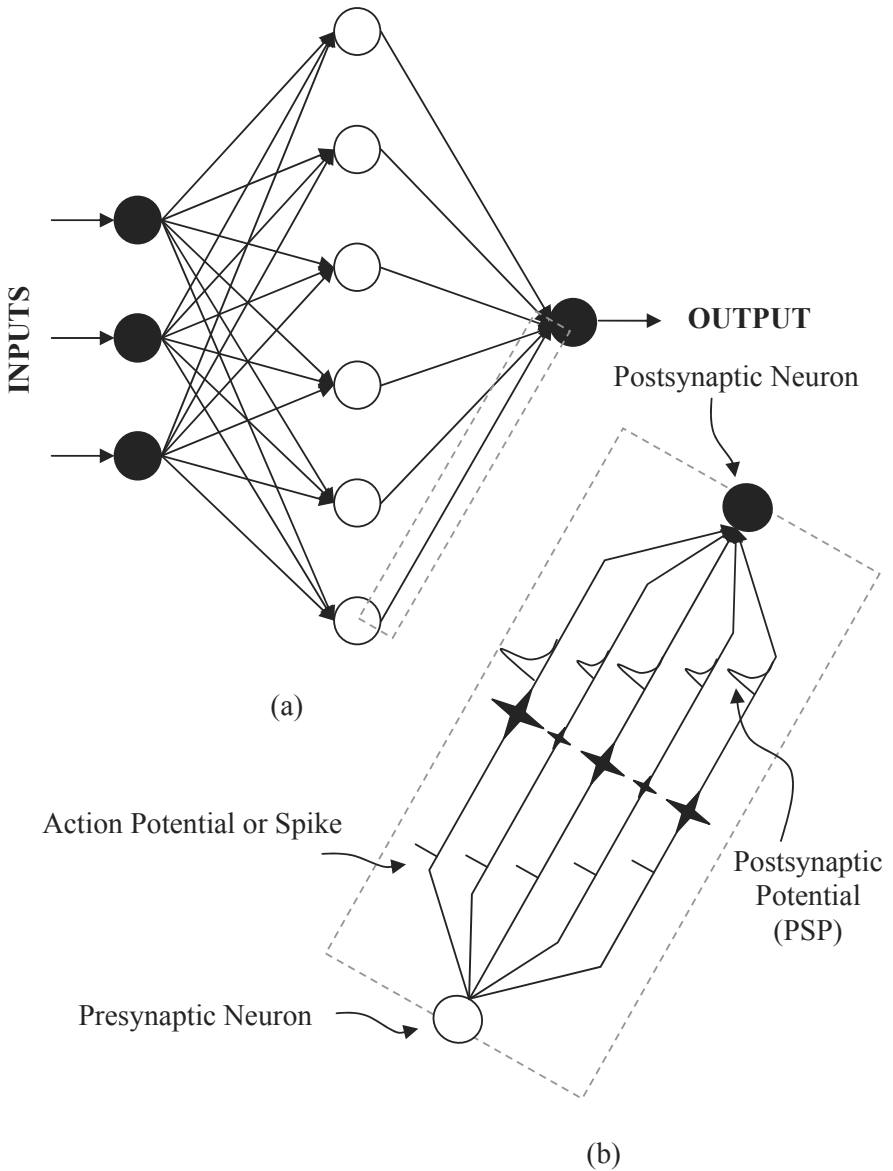 INPUTS
OUTPUT
Postsynaptic Neuron
(a)
Action Potential or Spike
Postsynaptic
Potential
(PSP)
Presynaptic Neuron
(b)